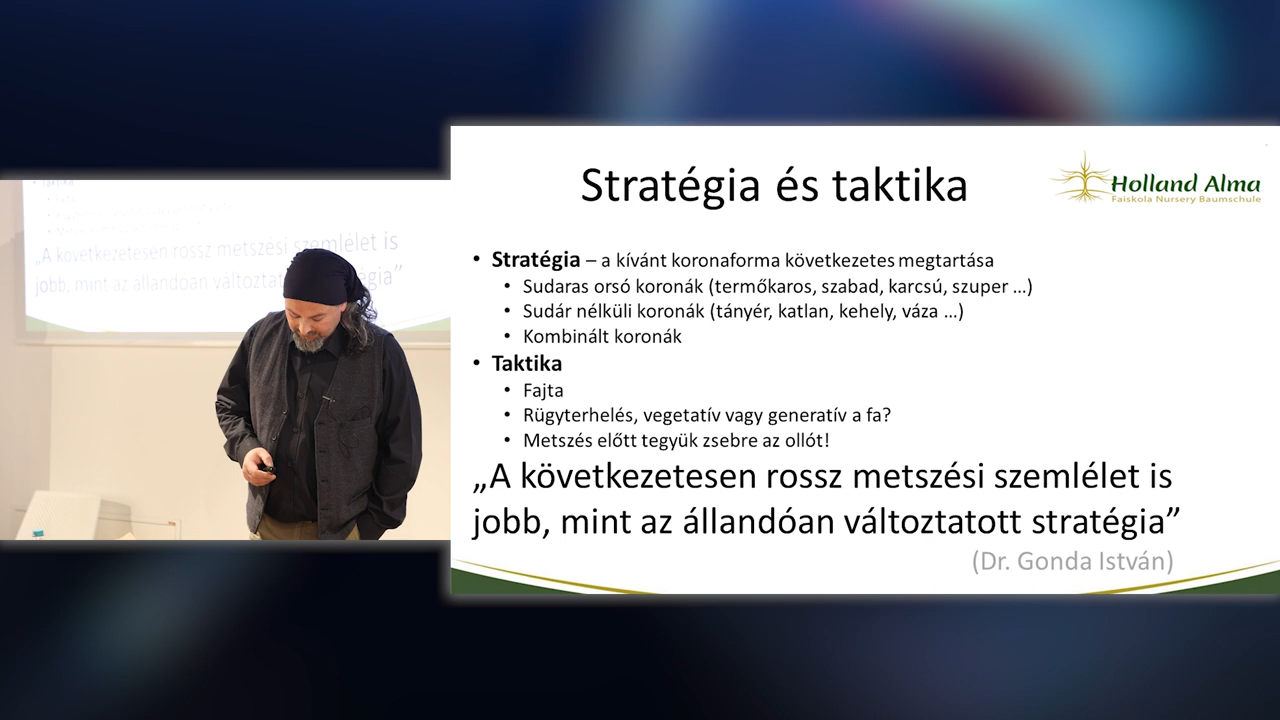 Taktika
„A következetesen rossz metszési szemlélet is
jobb, mint az állandóan változtatott stratégia”
Stratégia és taktika
Holland Alma
Faiskola Nursery Baumschule
• Stratégia – a kívánt koronaforma következetes megtartása
• Sudaras orsó koronák (termőkaros, szabad, karcsú, szuper ...)
• Sudár nélküli koronák (tányér, katlan, kehely, váza ...)
• Kombinált koronák
• Taktika
• Fajta
• Rügyterhelés, vegetatív vagy generatív a fa?
• Metszés előtt tegyük zsebre az ollót!
„A következetesen rossz metszési szemlélet is
jobb, mint az állandóan változtatott stratégia”
(Dr. Gonda István)